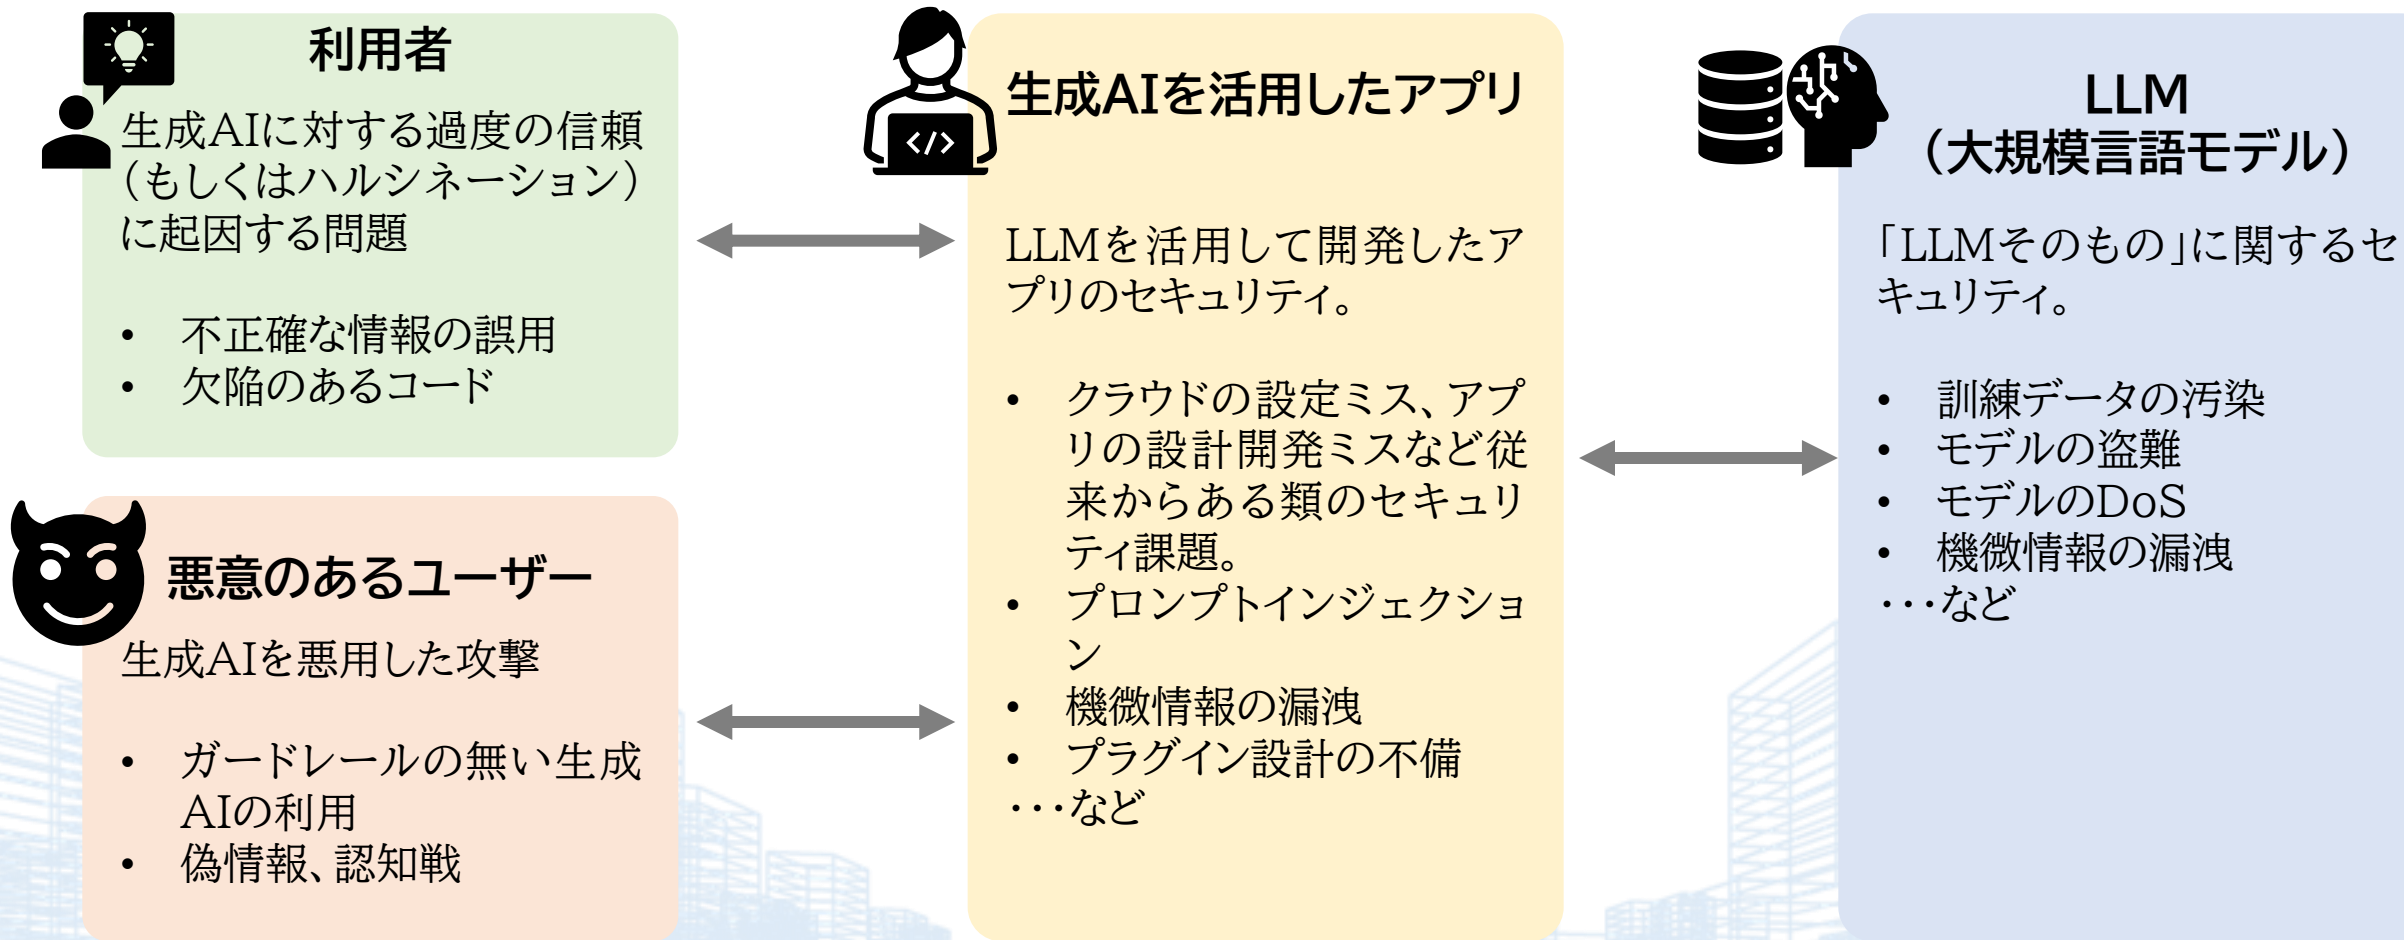 利用者
生成AIに対する過度の信頼
（もしくはハルシネーション）
に起因する問題
• 不正確な情報の誤用
• 欠陥のあるコード
悪意のあるユーザー
生成AIを悪用した攻撃
• ガードレールの無い生成
AIの利用
• 偽情報、認知戦
</>
生成AIを活用したアプリ
LLMを活用して開発したア
プリのセキュリティ。
• クラウドの設定ミス、アプ
リの設計開発ミスなど従
来からある類のセキュリ
ティ課題。
• プロンプトインジェクショ
ン
• 機微情報の漏洩
• プラグイン設計の不備
・・・など
LLM
（大規模言語モデル）
「LLMそのもの」に関するセ
キュリティ。
• 訓練データの汚染
• モデルの盗難
• モデルのDoS
• 機微情報の漏洩
・・・など